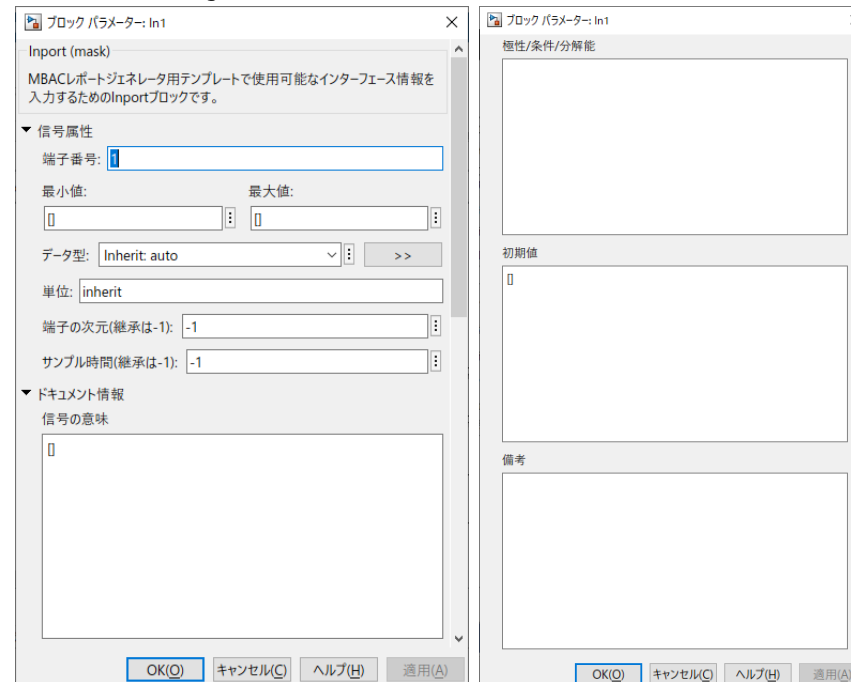 ブロック パラメーター: In1
Inport (mask)
MBACレポートジェネレータ用テンプレートで使用可能なインターフェース情報を
入力するためのInportブロックです。
信号属性
端子番号: 1
最小値: 最大値:
[] []
データ型: Inherit: auto >>
単位: inherit
端子の次元(継承は-1): -1
サンプル時間(継承は-1): -1
ドキュメント情報
信号の意味
[]
OK(O) キャンセル(C) ヘルプ(H) 適用(A)
ブロック パラメーター: In1
極性/条件/分解能
初期値
[]
備考
OK(O) キャンセル(C) ヘルプ(H) 適用(A)